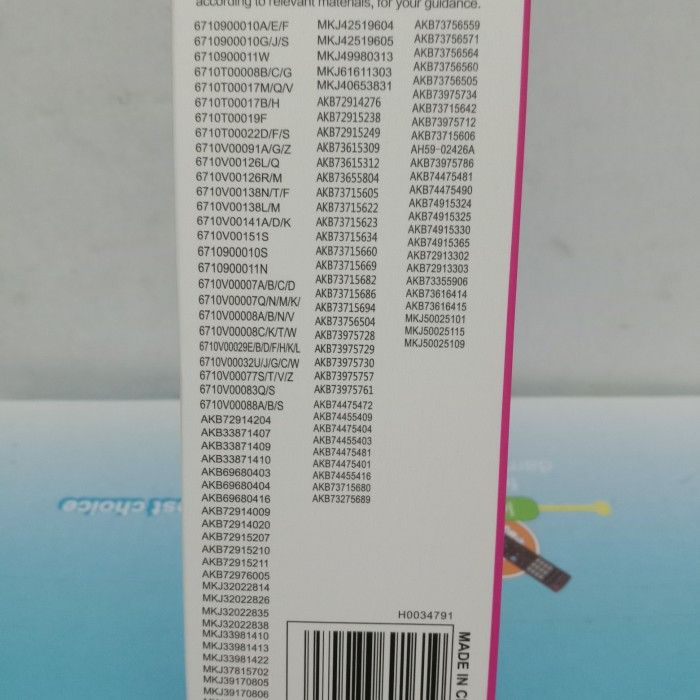 according to relevant materials, for your guidance.
6710900010A/E/F
6710900010G/J/S
6710900011W
6710T00008B/C/G
6710T00017M/Q/V
6710T00017B/H
6710T00019F
6710T00022D/F/S
6710V00091A/G/Z
6710V00126L/Q
6710V00126R/M
6710V00138N/T/F
6710V00138L/M
6710V00141A/D/K
6710V00151S
6710900010S
6710900011N
6710V00007A/B/C/D
6710V00007Q/N/M/K/
6710V00008A/B/N/V
6710V00008C/K/T/W
6710V00029E/B/D/F/H/K/L
6710V00032U/J/G/C/W
6710V00077S/T/V/Z
6710V00083Q/S
6710V00088A/B/S
AKB72914204
AKB33871407
AKB33871409
AKB33871410
AKB69680403
AKB69680404
AKB69680416
AKB72914009
AKB72914020
AKB72915207
AKB72915210
AKB72915211
AKB72976005
MKJ32022814
MKJ32022826
MKJ32022835
MKJ32022838
MKJ33981410
MKJ33981413
MKJ33981422
MKJ37815702
MKJ39170805
MKJ39170806
MKJ42519604
MKJ42519605
MKJ49980313
MKJ61611303
MKJ40653831
AKB72914276
AKB72915238
AKB72915249
AKB73615309
AKB73615312
AKB73655804
AKB73715605
AKB73715622
AKB73715623
AKB73715634
AKB73715660
AKB73715669
AKB73715682
AKB73715686
AKB73715694
AKB73756504
AKB73975728
AKB73975729
AKB73975730
AKB73975757
AKB73975761
AKB74475472
AKB74455409
AKB74475404
AKB74455403
AKB74475481
AKB74475401
AKB74455416
AKB73715680
AKB73275689
AKB73756559
AKB73756571
AKB73756564
AKB73756560
AKB73756505
AKB73975734
AKB73715642
AKB73975712
AKB73715606
AH59-02426A
AKB73975786
AKB74475481
AKB74475490
AKB74915324
AKB74915325
AKB74915330
AKB74915365
AKB72913302
AKB72913303
AKB73355906
AKB73616414
AKB73616415
MKJ50025101
MKJ50025115
MKJ50025109
H0034791
MADE IN C
st choice